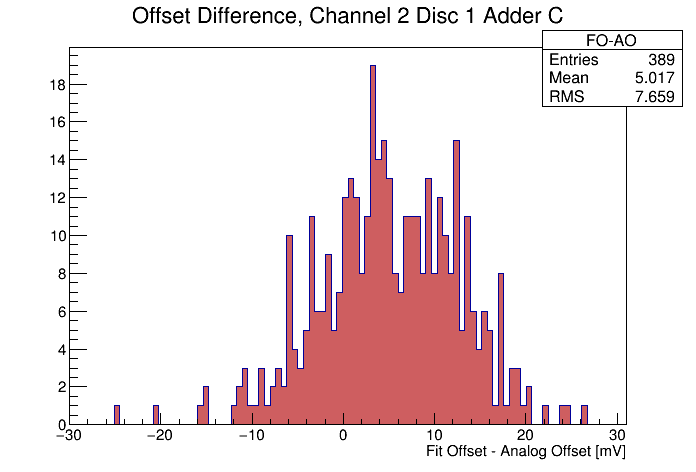 Offset Difference, Channel 2 Disc 1 Adder C
FO-AO
Entries 389
Mean 5.017
RMS 7.659
18
16
14
12
10
8
6
4
2
0
−30 −20 −10 0 10 20 30
Fit Offset - Analog Offset [mV]